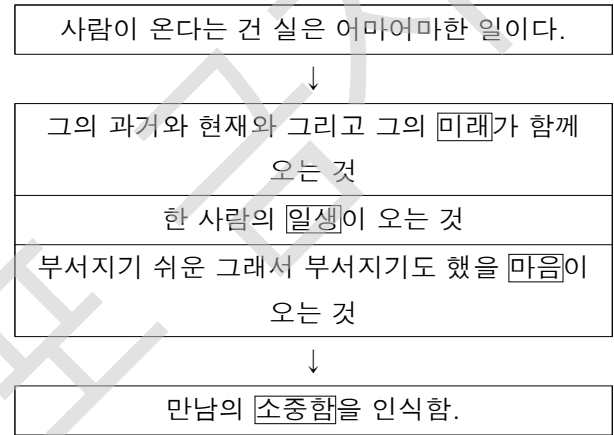 사람이 온다는 건 실은 어마어마한 일이다.
↓
그의 과거와 현재와 그리고 그의 미래가 함께
오는 것
한 사람의 일생이 오는 것
부서지기 쉬운 그래서 부서지기도 했을 마음이
오는 것
↓
만남의 소중함을 인식함.